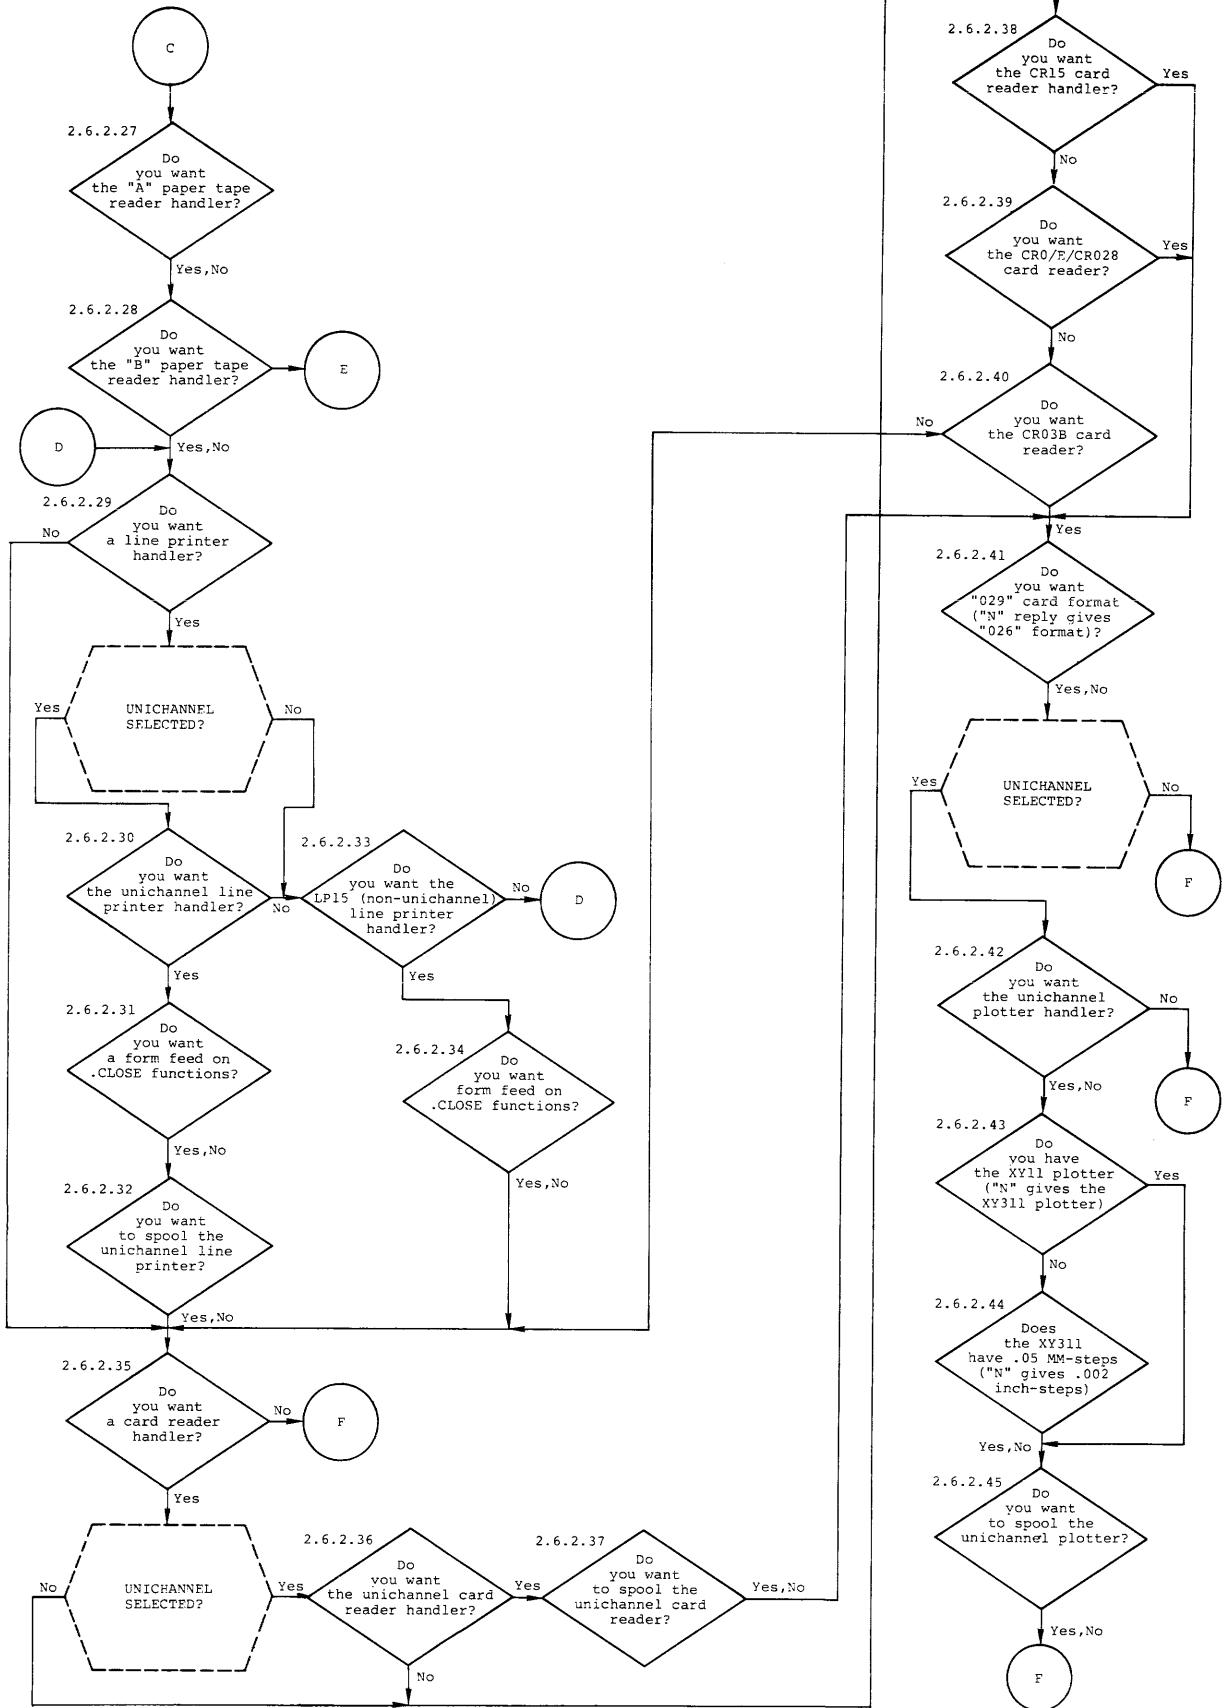 C
2.6.2.27
Do
you want
the "A" paper tape
reader handler?
Yes,No
2.6.2.28
Do
you want
the "B" paper tape
reader handler?
E
D
Yes,No
2.6.2.29
Do
you want
a line printer
handler?
No
Yes
UNICHANNEL
SELECTED?
Yes
No
2.6.2.30
Do
you want
the unichannel line
printer handler?
No
Yes
2.6.2.33
Do
you want the
LP15 (non-unichannel)
line printer
handler?
No
D
Yes
2.6.2.31
Do
you want
a form feed on
.CLOSE functions?
Yes,No
2.6.2.34
Do
you want
form feed on
.CLOSE functions?
Yes,No
2.6.2.32
Do
you want
to spool the
unichannel line
printer?
Yes,No
2.6.2.35
Do
you want
a card reader
handler?
No
F
Yes
UNICHANNEL
SELECTED?
No
Yes
2.6.2.36
Do
you want
the unichannel card
reader handler?
Yes
No
2.6.2.37
Do
you want
to spool the
unichannel card
reader?
Yes,No
2.6.2.38
Do
you want
the CR15 card
reader handler?
Yes
No
2.6.2.39
Do
you want
the CR0/E/CR028
card reader?
Yes
No
2.6.2.40
Do
you want
the CR03B card
reader?
No
Yes
2.6.2.41
Do
you want
"029" card format
("N" reply gives
"026" format)?
Yes,No
UNICHANNEL
SELECTED?
Yes
No
F
2.6.2.42
Do
you want
the unichannel
plotter handler?
No
F
Yes,No
2.6.2.43
Do
you have
the XY11 plotter
("N" gives the
XY311 plotter)
Yes
No
2.6.2.44
Does
the XY311
have .05 MM-steps
("N" gives .002
inch-steps)
Yes,No
2.6.2.45
Do
you want
to spool the
unichannel plotter?
Yes,No
F